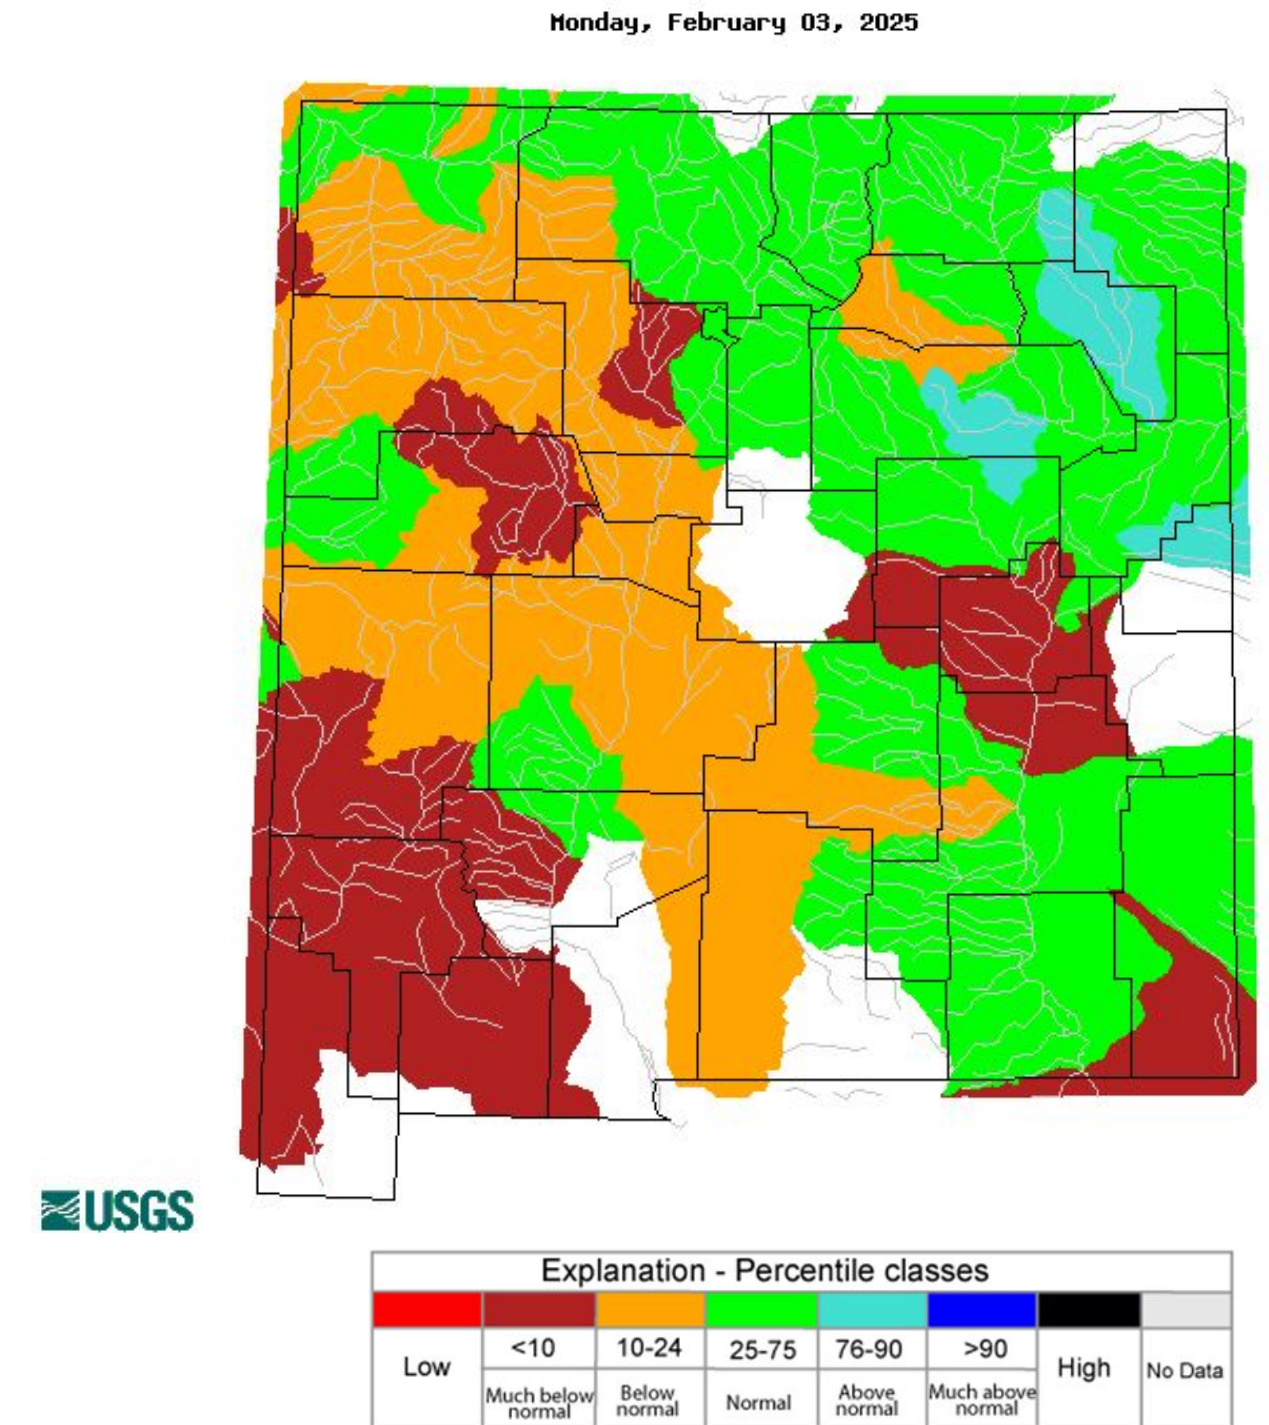 Monday, February 03, 2025
USGS
Explanation - Percentile classes
<10 10-24 25-75 76-90 >90
Low High No Data
Much below normal Below normal Normal Above normal Much above normal